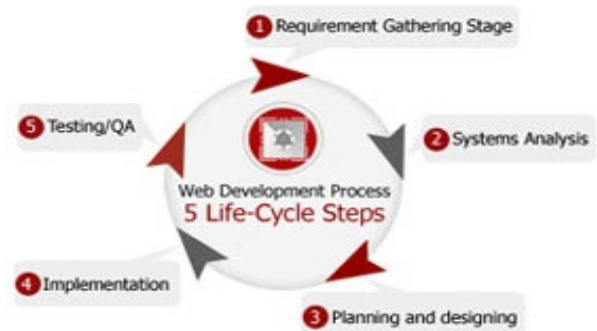 1 Requirement Gathering Stage
5 Testing/QA
2 Systems Analysis
Web Development Process
5 Life-Cycle Steps
4 Implementation
3 Planning and designing